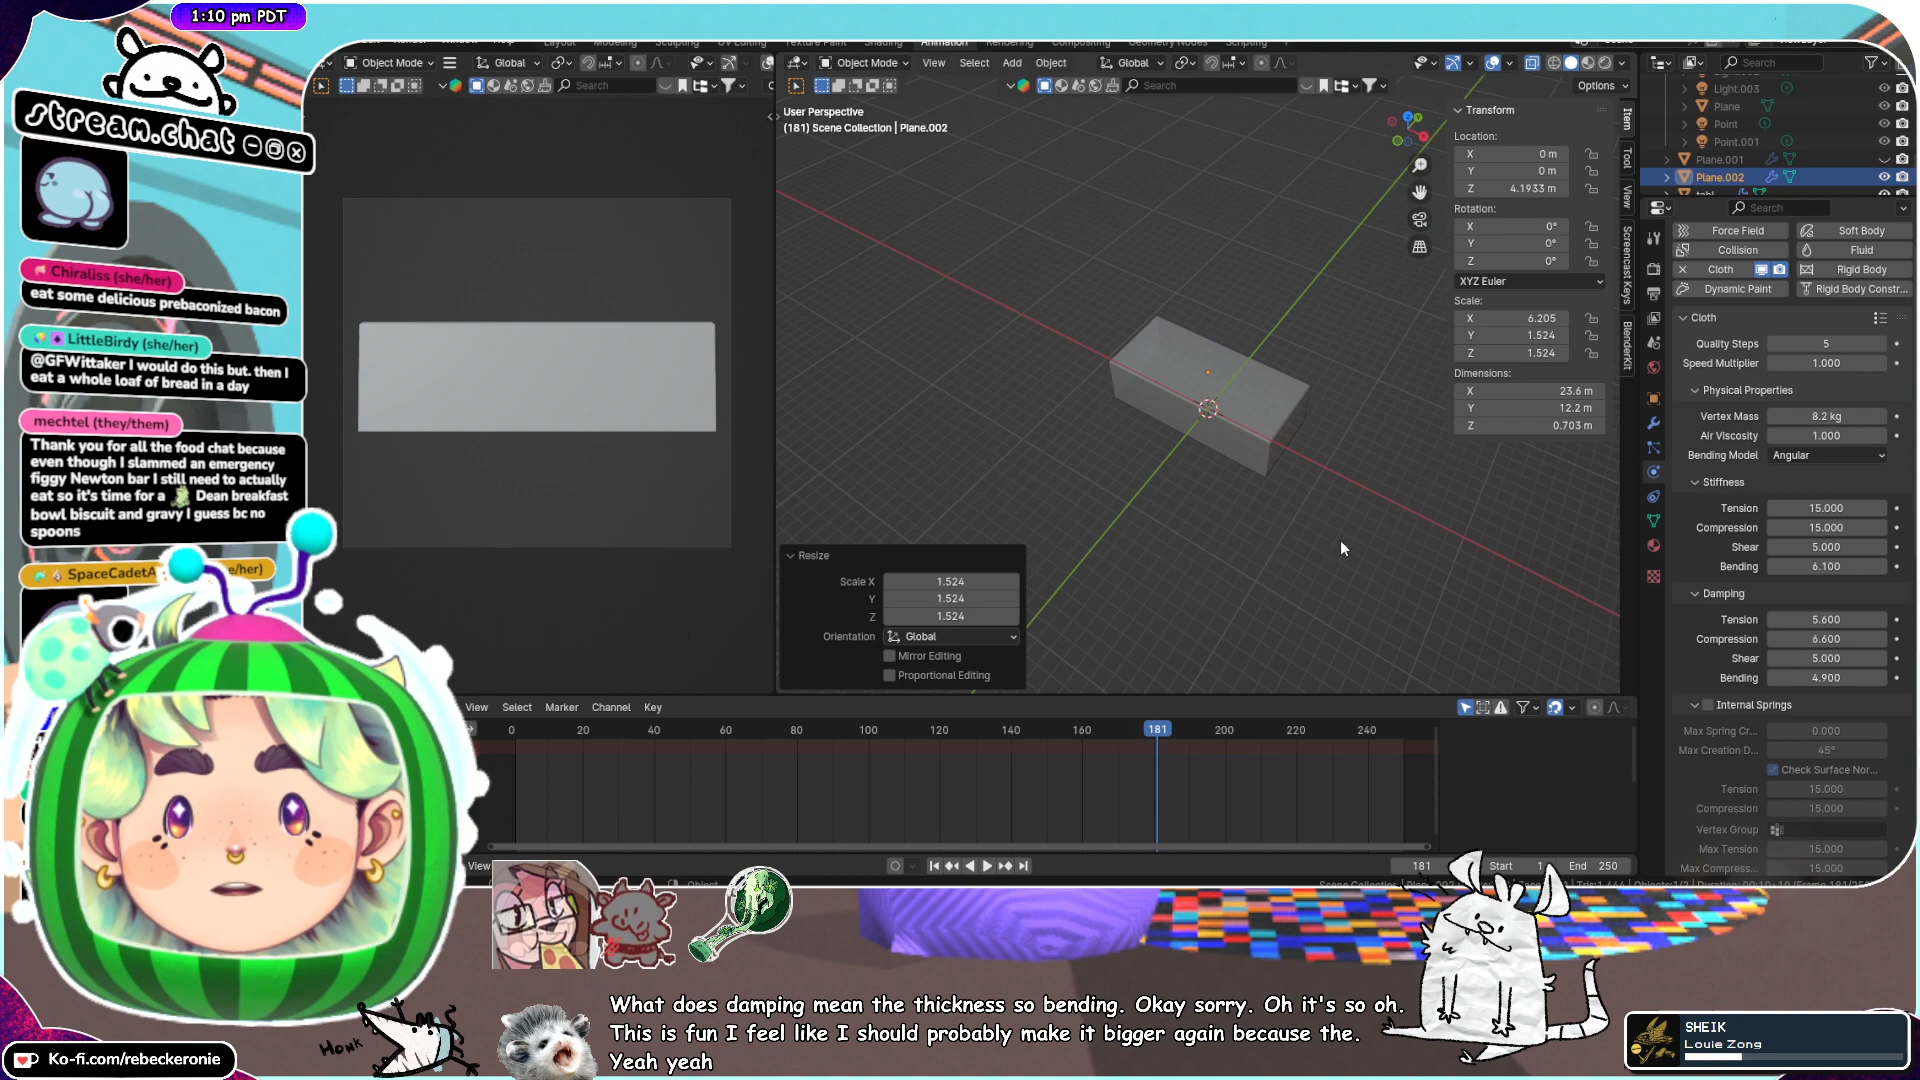 1:10 pm PDT
stream.chat
Chiraliss (she/her)
eat some delicious prebaconized bacon
LittleBirdy (she/her)
@GFWittaker I would do this but. then I
eat a whole loaf of bread in a day
mechtel (they/them)
Thank you for all the food chat because
even though I slammed an emergency
figgy Newton bar I still need to actually
eat so it's time for a Dean breakfast
bowl biscuit and gravy I guess bc no
spoons
SpaceCadetA
e/her)
Object Mode
Global
Search
Object Mode
View
Select
Add
Object
Global
Search
Options
User Perspective
(181) Scene Collection | Plane.002
Transform
Location:
X 0 m
Y 0 m
Z 4.1933 m
Rotation:
X 0°
Y 0°
Z 0°
XYZ Euler
Scale:
X 6.205
Y 1.524
Z 1.524
Dimensions:
X 23.6 m
Y 12.2 m
Z 0.703 m
Item
Tool
View
Screencast Keys
BlenderKit
Resize
Scale X 1.524
Y 1.524
Z 1.524
Orientation Global
Mirror Editing
Proportional Editing
Search
Light.003
Plane
Point
Point.001
Plane.001
Plane.002
Search
Force Field
Soft Body
Collision
Fluid
Cloth
Rigid Body
Dynamic Paint
Rigid Body Constr...
Cloth
Quality Steps 5
Speed Multiplier 1.000
Physical Properties
Vertex Mass 8.2 kg
Air Viscosity 1.000
Bending Model Angular
Stiffness
Tension 15.000
Compression 15.000
Shear 5.000
Bending 6.100
Damping
Tension 5.600
Compression 6.600
Shear 5.000
Bending 4.900
Internal Springs
Max Spring Cr... 0.000
Max Creation D... 45°
Check Surface Nor...
Tension 15.000
Compression 15.000
Vertex Group
Max Tension 15.000
Max Compress... 15.000
View
Select
Marker
Channel
Key
0 20 40 60 80 100 120 140 160 181 200 220 240
View
181
Start 1
End 250
What does damping mean the thickness so bending. Okay sorry. Oh it's so oh.
This is fun I feel like I should probably make it bigger again because the.
Yeah yeah
Honk
Ko-fi.com/rebeckeronie
SHEIK
Louie Zong